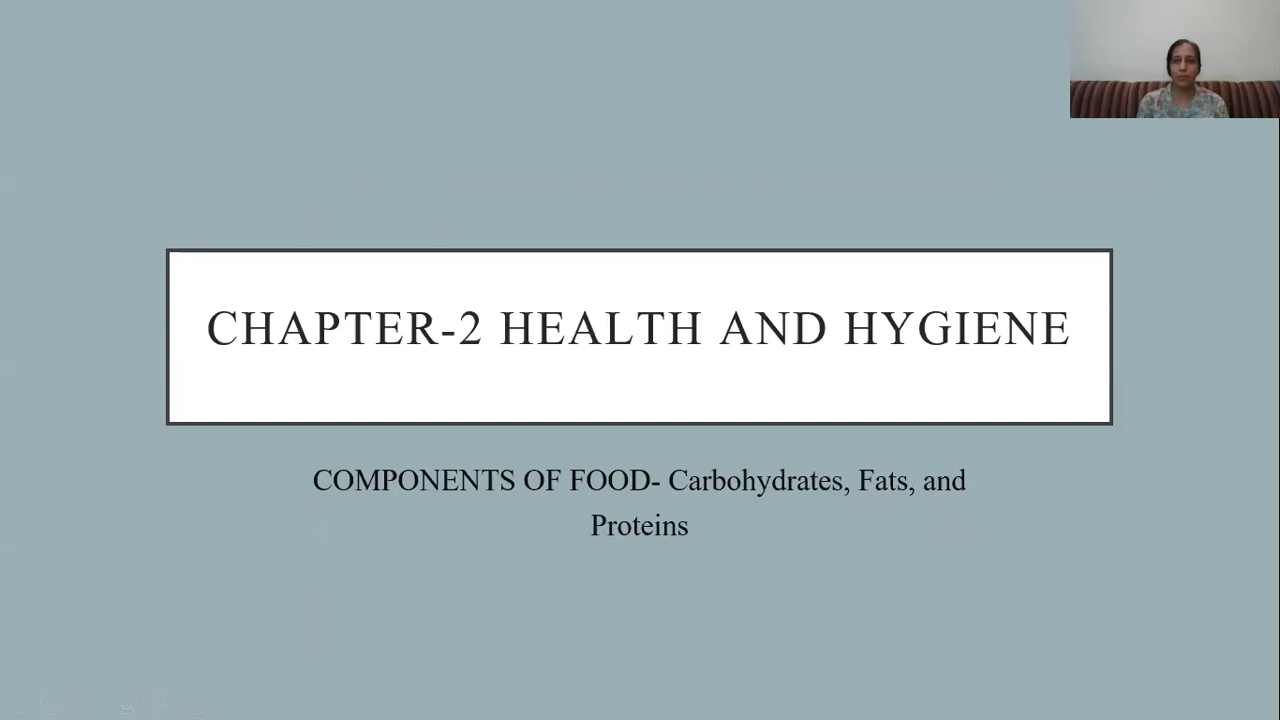 CHAPTER-2 HEALTH AND HYGIENE
COMPONENTS OF FOOD- Carbohydrates, Fats, and
Proteins